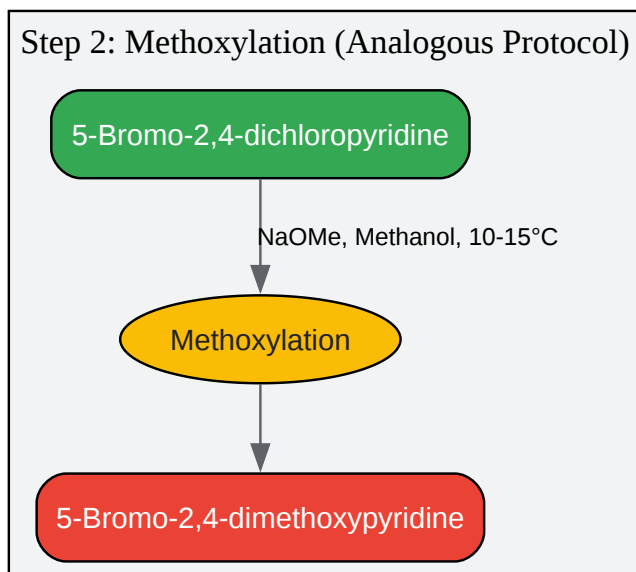 Step 2: Methoxylation (Analogous Protocol)
5-Bromo-2,4-dichloropyridine
NaOMe, Methanol, 10-15°C
Methoxylation
5-Bromo-2,4-dimethoxypyridine